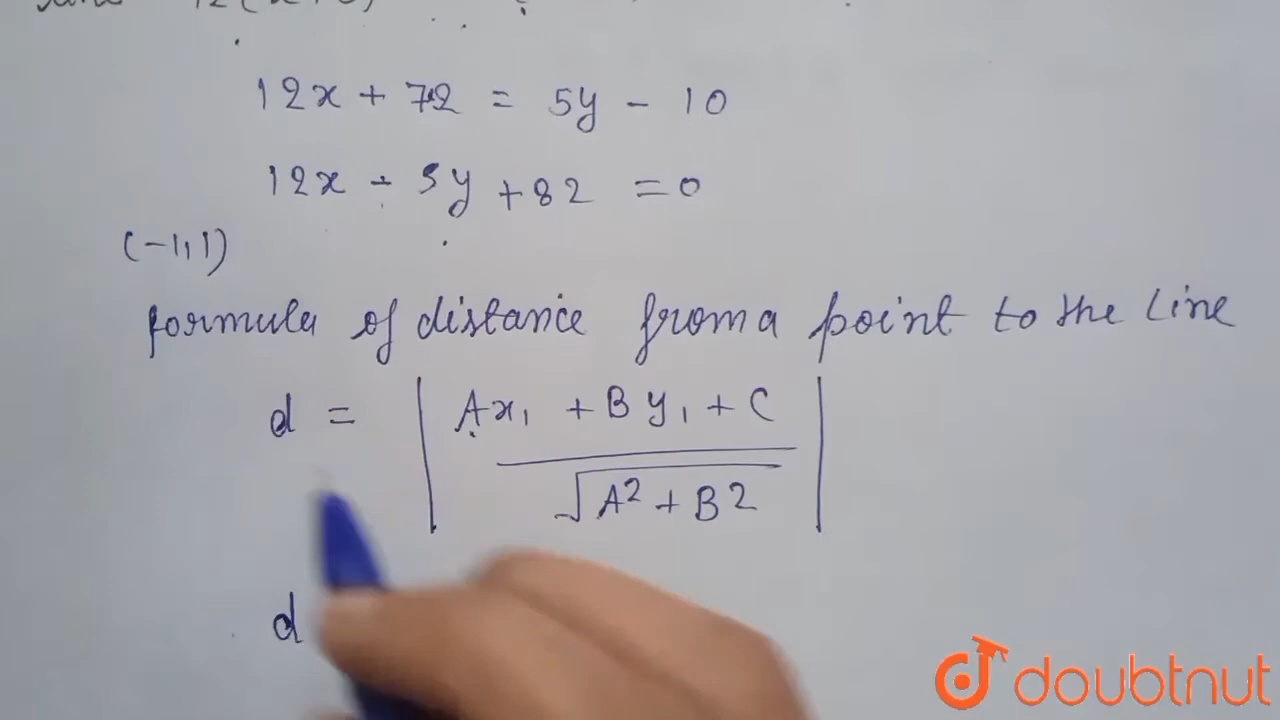 12x + 72 = 5y - 10
12x - 5y + 82 = 0
(-1,1)
formula of distance from a point to the line
d = | Ax₁ + By₁ + C / √A² + B² |
d
doubtnut